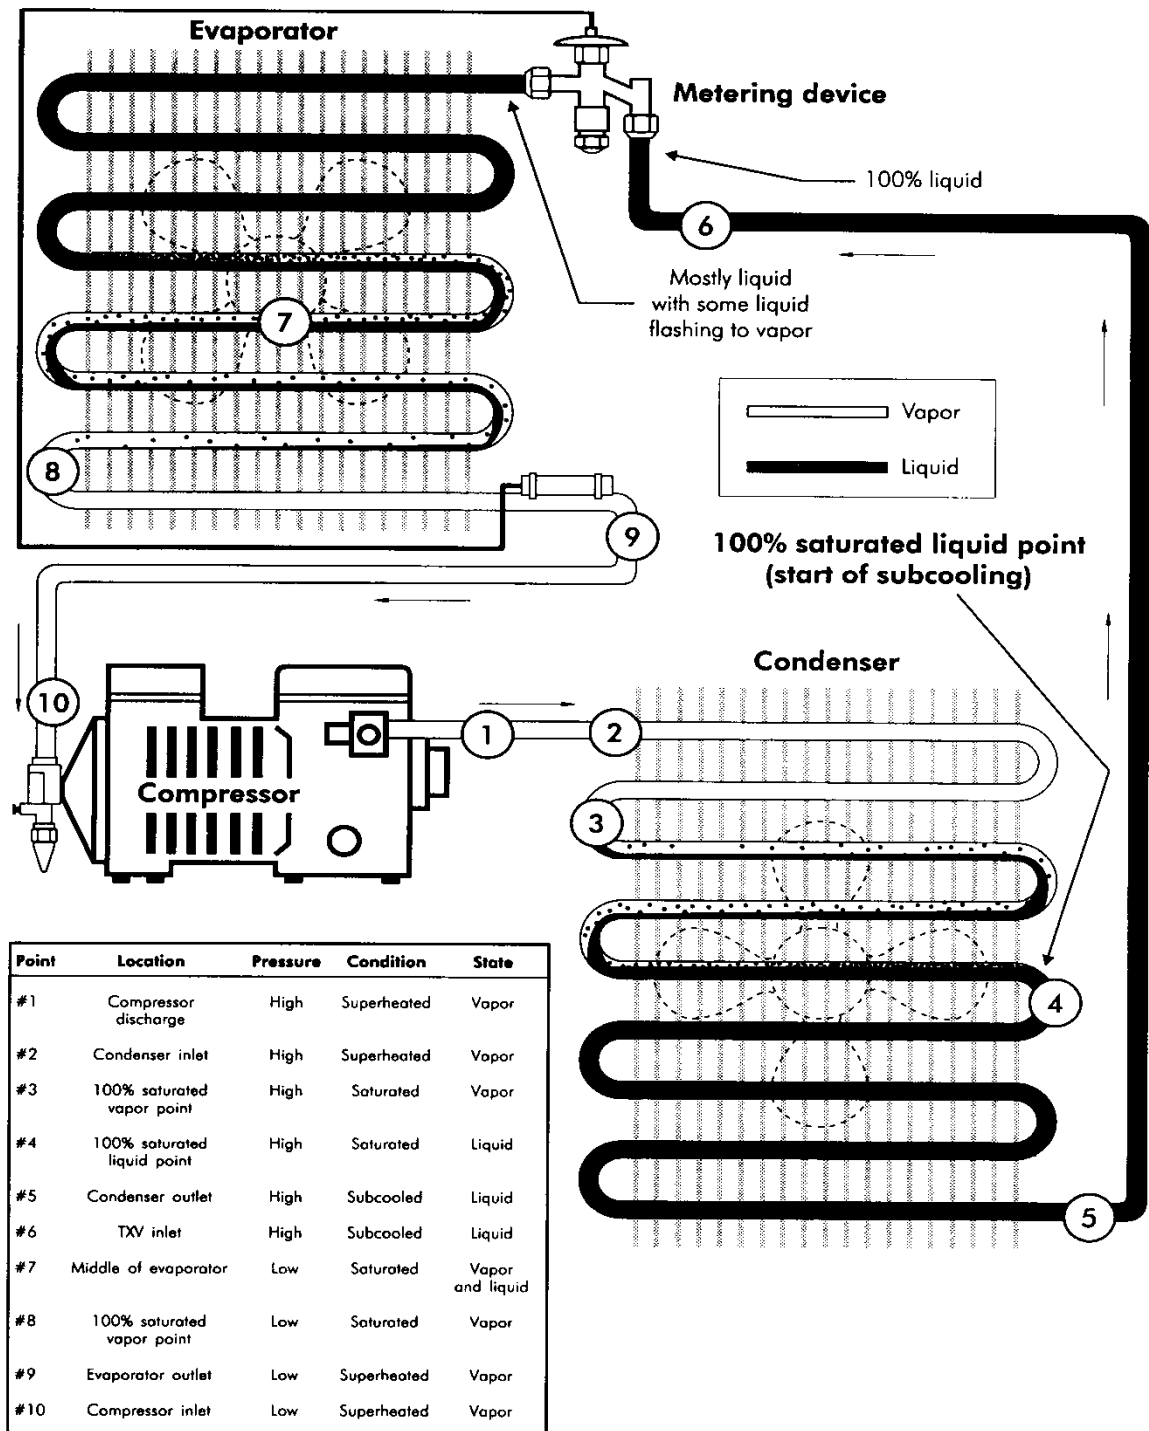 Evaporator
Metering device
100% liquid
6
Mostly liquid
with some liquid
flashing to vapor
7
Vapor
Liquid
8
9
100% saturated liquid point
(start of subcooling)
Condenser
10
1
2
Compressor
3
4
5
Point Location Pressure Condition State
#1 Compressor discharge High Superheated Vapor
#2 Condenser inlet High Superheated Vapor
#3 100% saturated vapor point High Saturated Vapor
#4 100% saturated liquid point High Saturated Liquid
#5 Condenser outlet High Subcooled Liquid
#6 TXV inlet High Subcooled Liquid
#7 Middle of evaporator Low Saturated Vapor and liquid
#8 100% saturated vapor point Low Saturated Vapor
#9 Evaporator outlet Low Superheated Vapor
#10 Compressor inlet Low Superheated Vapor